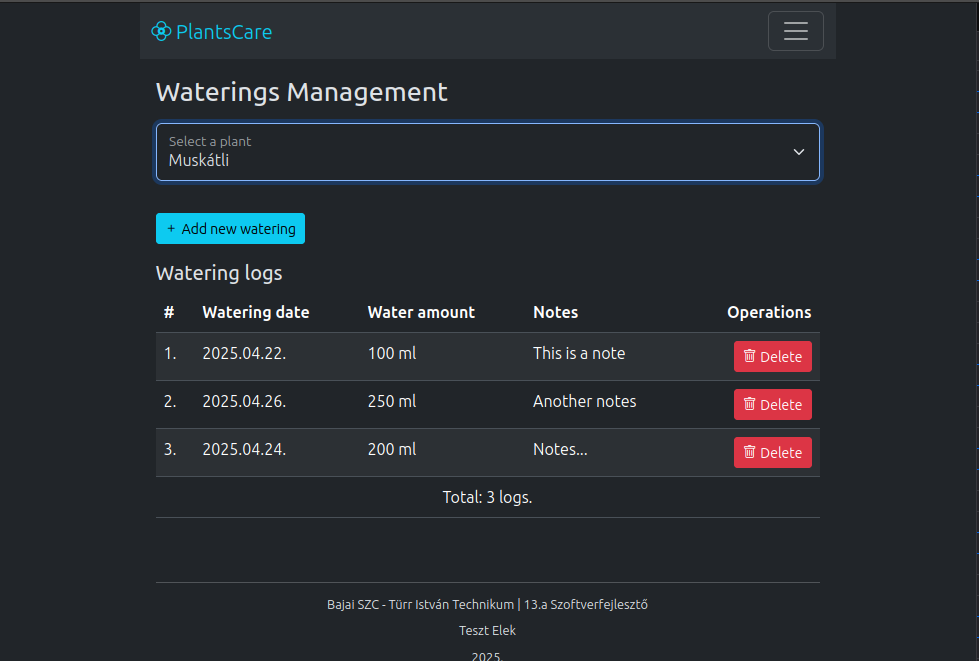 PlantsCare
Waterings Management
Select a plant
Muskátli
+ Add new watering
Watering logs
# Watering date Water amount Notes Operations
1. 2025.04.22. 100 ml This is a note Delete
2. 2025.04.26. 250 ml Another notes Delete
3. 2025.04.24. 200 ml Notes... Delete
Total: 3 logs.
Bajai SZC - Türr István Technikum | 13.a Szoftverfejlesztő
Teszt Elek
2025.